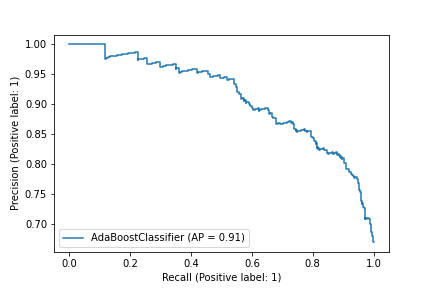 1.00
0.95
0.90
0.85
0.80
0.75
0.70
Precision (Positive label: 1)
AdaBoostClassifier (AP = 0.91)
0.0 0.2 0.4 0.6 0.8 1.0
Recall (Positive label: 1)